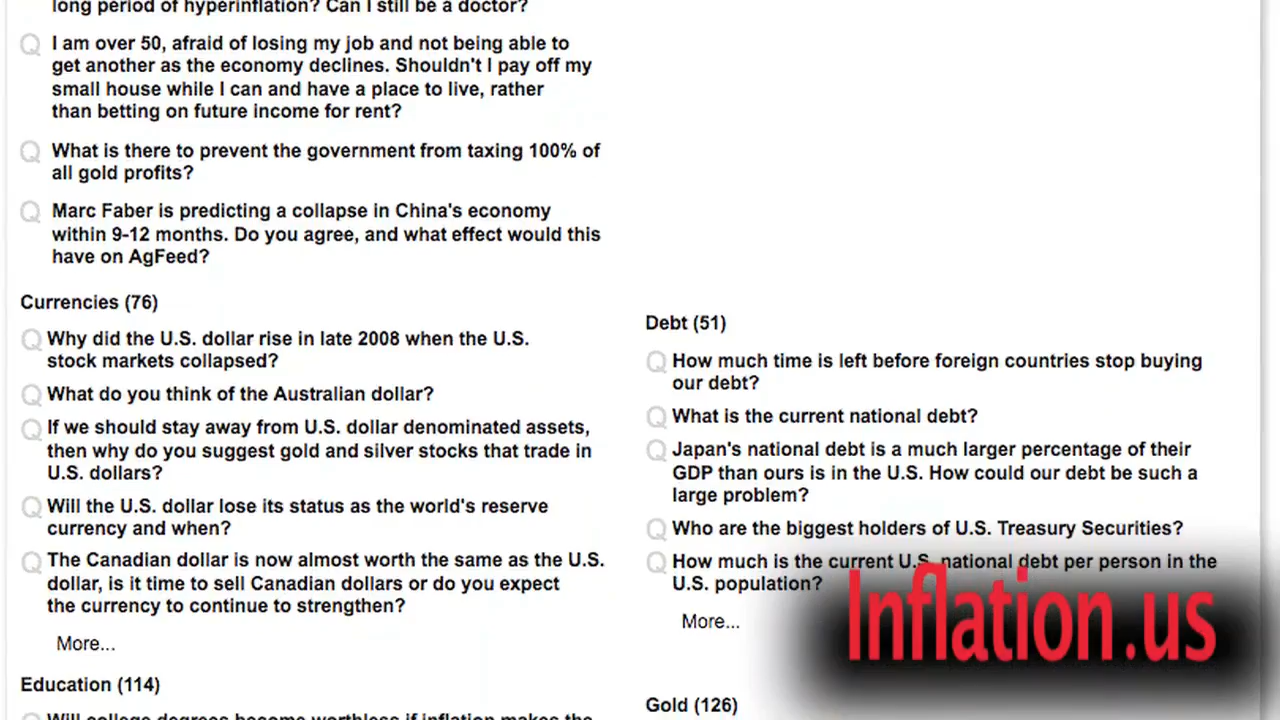 long period of hyperinflation? Can I still be a doctor?
I am over 50, afraid of losing my job and not being able to
get another as the economy declines. Shouldn't I pay off my
small house while I can and have a place to live, rather
than betting on future income for rent?
What is there to prevent the government from taxing 100% of
all gold profits?
Marc Faber is predicting a collapse in China's economy
within 9-12 months. Do you agree, and what effect would this
have on AgFeed?
Currencies (76)
Why did the U.S. dollar rise in late 2008 when the U.S.
stock markets collapsed?
What do you think of the Australian dollar?
If we should stay away from U.S. dollar denominated assets,
then why do you suggest gold and silver stocks that trade in
U.S. dollars?
Will the U.S. dollar lose its status as the world's reserve
currency and when?
The Canadian dollar is now almost worth the same as the U.S.
dollar, is it time to sell Canadian dollars or do you expect
the currency to continue to strengthen?
More...
Education (114)
Will college degrees become worthless if inflation makes the
Debt (51)
How much time is left before foreign countries stop buying
our debt?
What is the current national debt?
Japan's national debt is a much larger percentage of their
GDP than ours is in the U.S. How could our debt be such a
large problem?
Who are the biggest holders of U.S. Treasury Securities?
How much is the current U.S. national debt per person in the
U.S. population?
More...
Gold (126)
Inflation.us